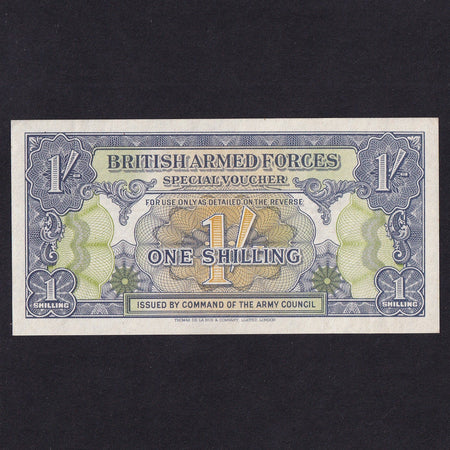 1/- 1/-
BRITISH ARMED FORCES
SPECIAL VOUCHER
FOR USE ONLY AS DETAILED ON THE REVERSE
1/-
ONE SHILLING
1 SHILLING 1 SHILLING
ISSUED BY COMMAND OF THE ARMY COUNCIL
THOMAS DE LA RUE & COMPANY, LIMITED, LONDON